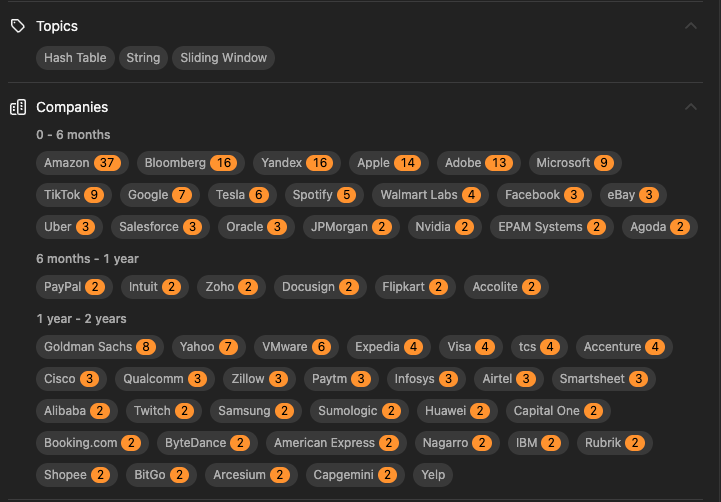 Topics
Hash Table String Sliding Window
Companies
0 - 6 months
Amazon 37 Bloomberg 16 Yandex 16 Apple 14 Adobe 13 Microsoft 9
TikTok 9 Google 7 Tesla 6 Spotify 5 Walmart Labs 4 Facebook 3 eBay 3
Uber 3 Salesforce 3 Oracle 3 JPMorgan 2 Nvidia 2 EPAM Systems 2 Agoda 2
6 months - 1 year
PayPal 2 Intuit 2 Zoho 2 Docusign 2 Flipkart 2 Accolite 2
1 year - 2 years
Goldman Sachs 8 Yahoo 7 VMware 6 Expedia 4 Visa 4 tcs 4 Accenture 4
Cisco 3 Qualcomm 3 Zillow 3 Paytm 3 Infosys 3 Airtel 3 Smartsheet 3
Alibaba 2 Twitch 2 Samsung 2 Sumologic 2 Huawei 2 Capital One 2
Booking.com 2 ByteDance 2 American Express 2 Nagarro 2 IBM 2 Rubrik 2
Shopee 2 BitGo 2 Arcesium 2 Capgemini 2 Yelp